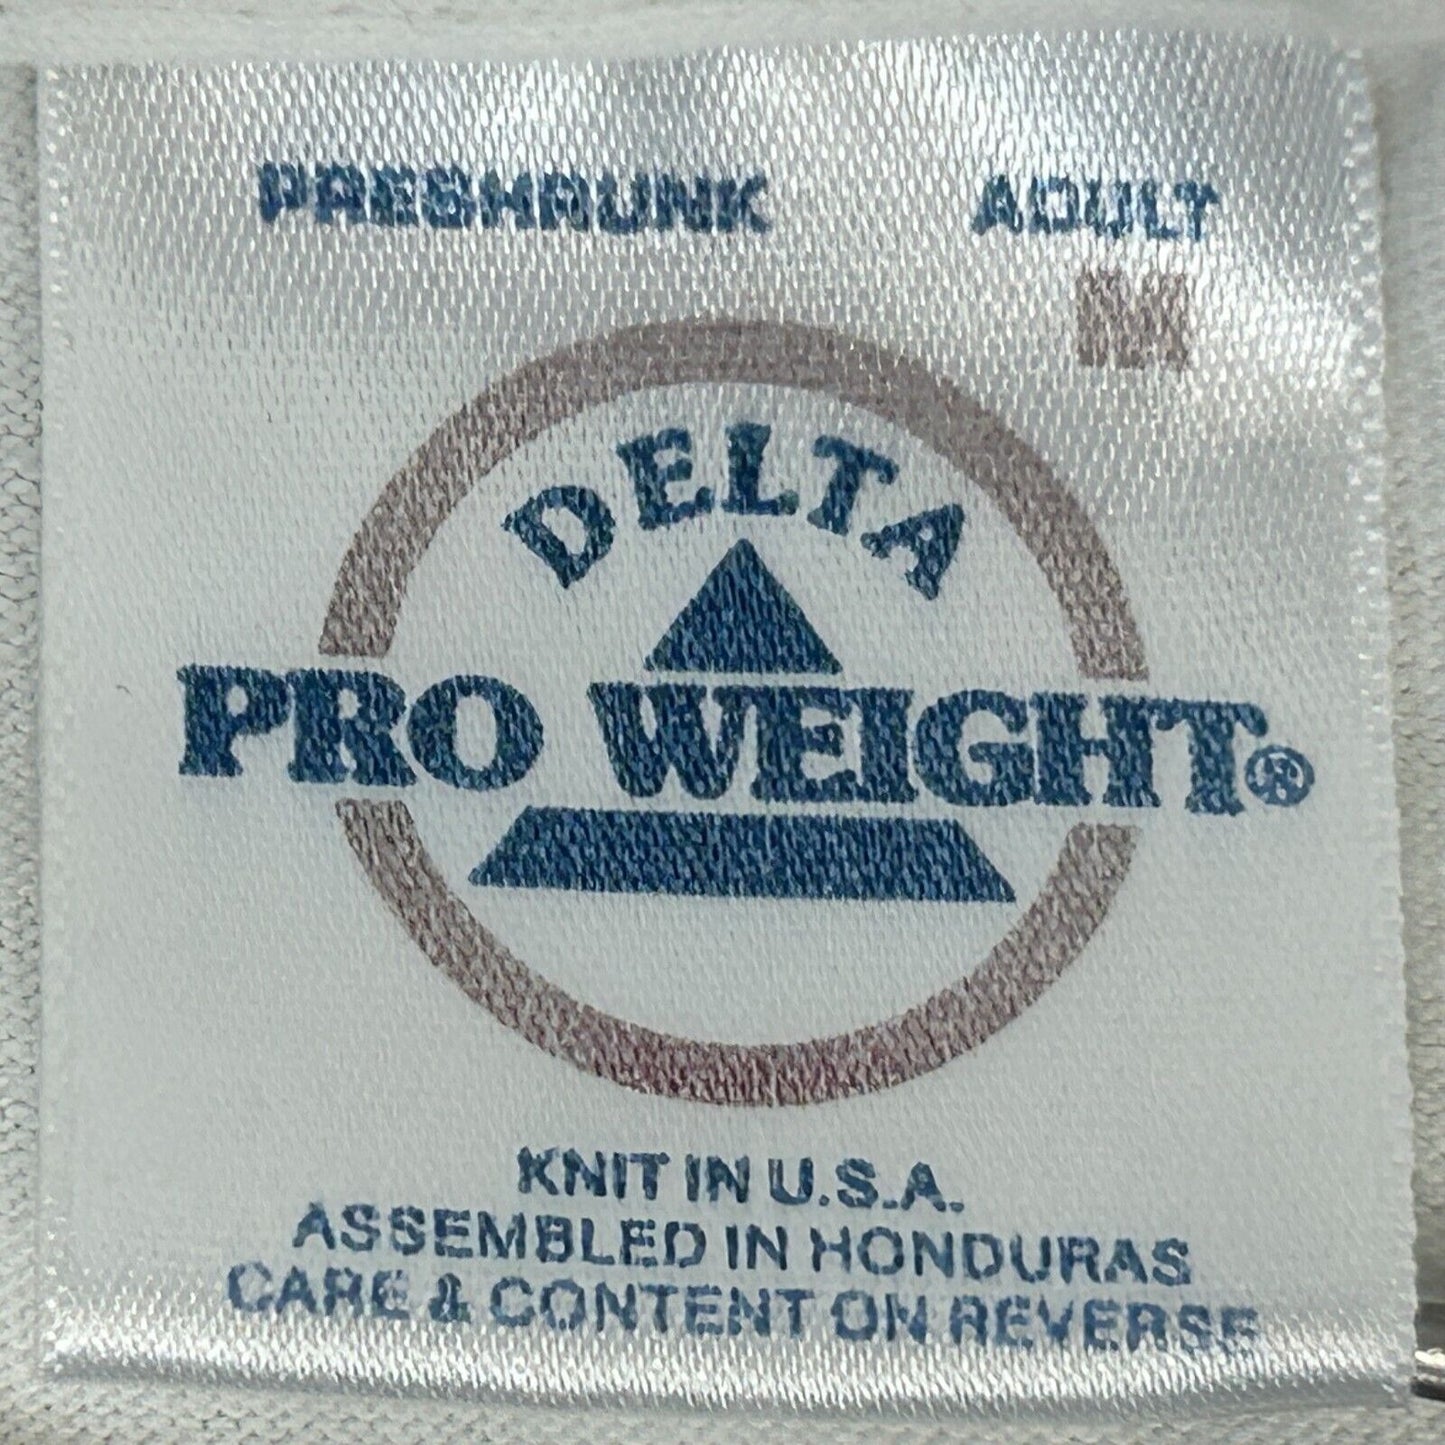 PRESHRUNK ADULT
M
DELTA
PRO WEIGHT®
KNIT IN U.S.A.
ASSEMBLED IN HONDURAS
CARE & CONTENT ON REVERSE